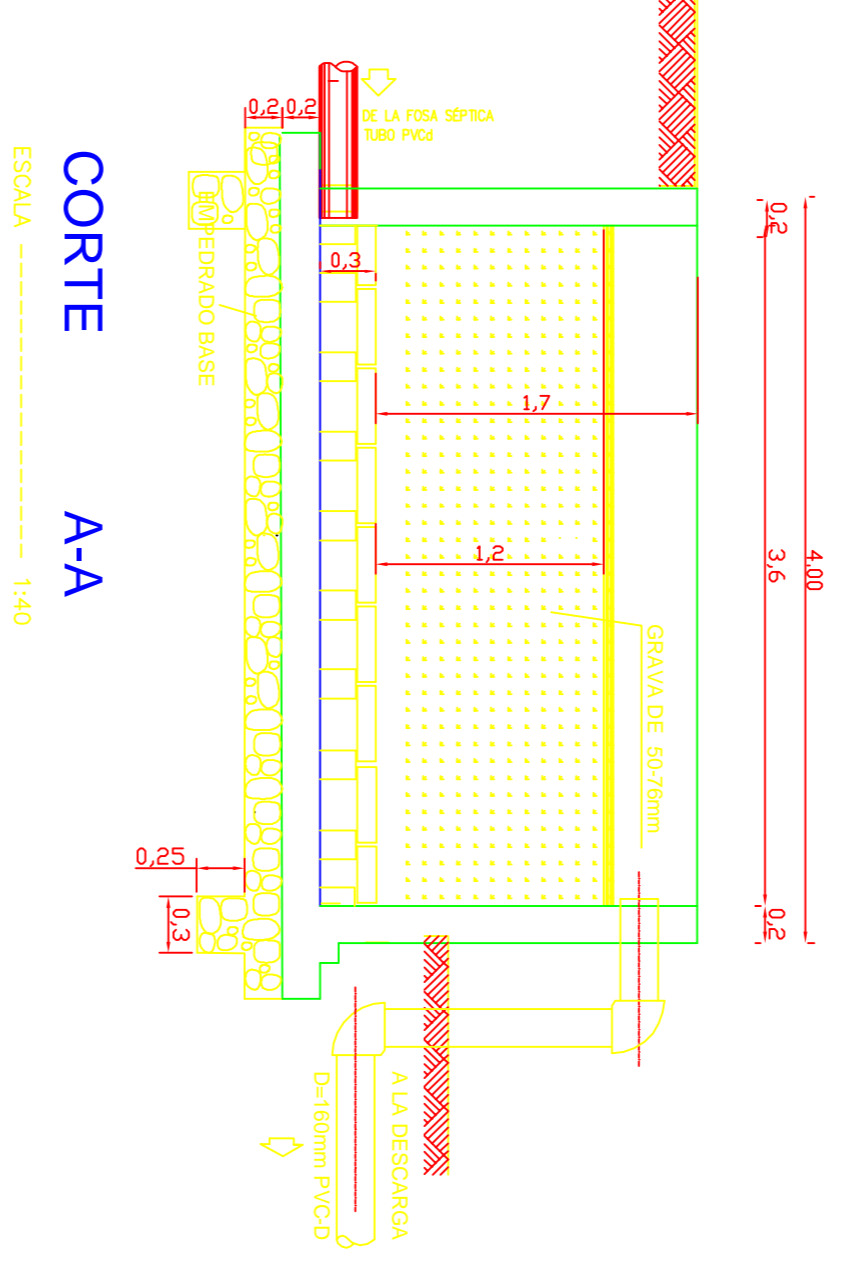 4,00
0,2
3,6
0,2
GRAVA DE 50-76mm
1,7
1,2
0,3
DE LA FOSA SÉPTICA
TUBO PVCd
A LA DESCARGA
D=160mm PVC-D
0,2
0,2
EMPEDRADO BASE
0,25
0,3
CORTE A-A
ESCALA ---------------- 1:40